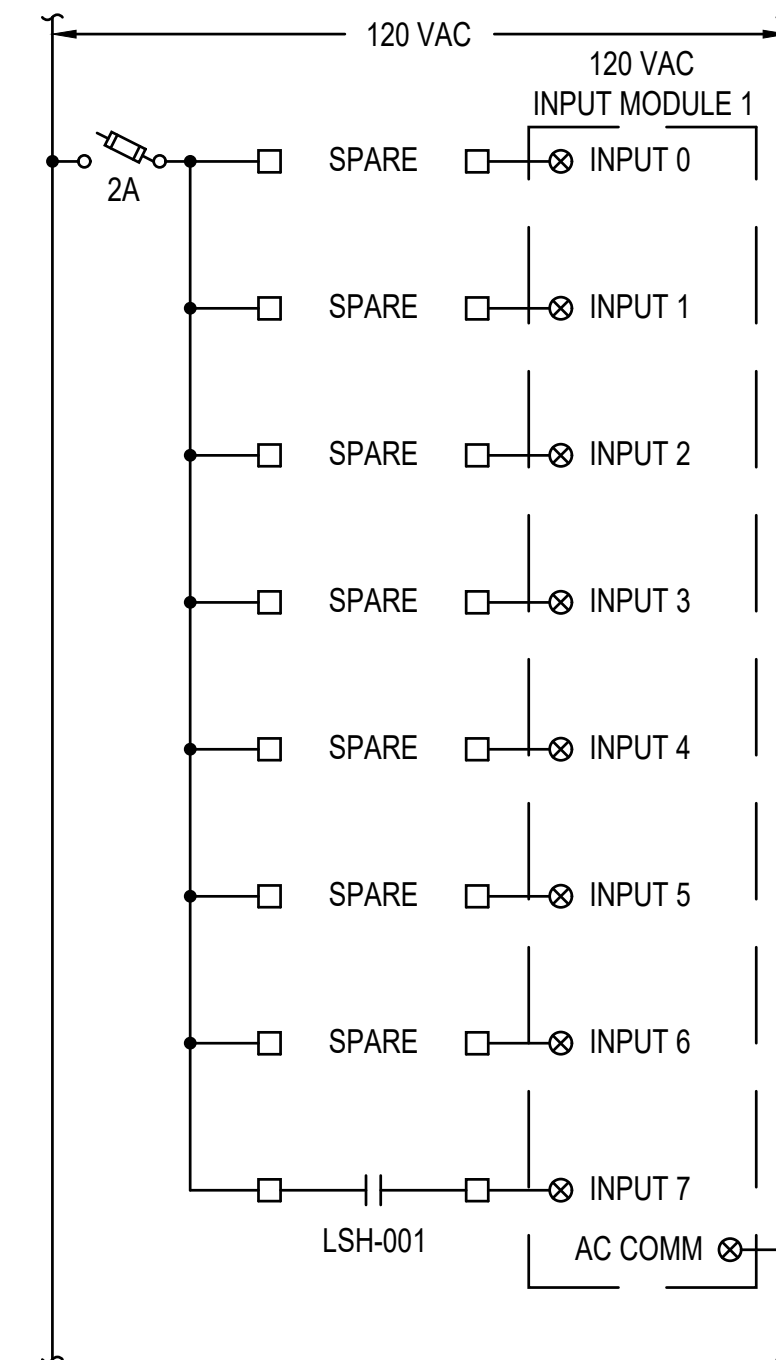 120 VAC
120 VAC
INPUT MODULE 1
2A
SPARE INPUT 0
SPARE INPUT 1
SPARE INPUT 2
SPARE INPUT 3
SPARE INPUT 4
SPARE INPUT 5
SPARE INPUT 6
INPUT 7
LSH-001
AC COMM